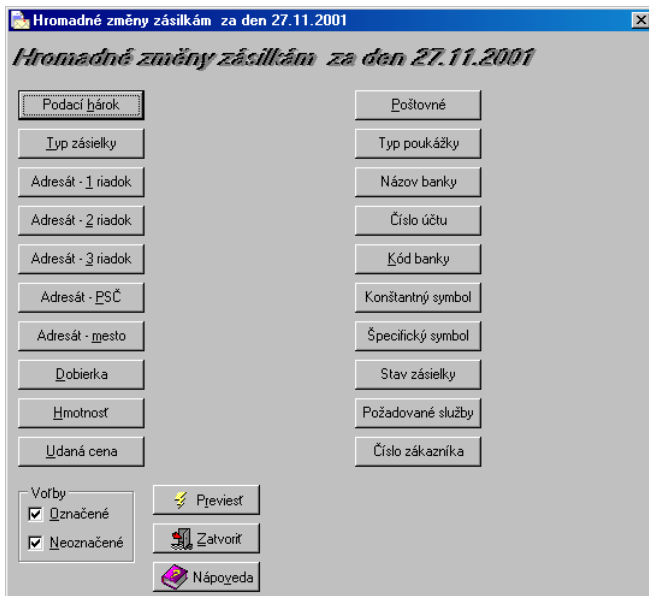 Hromadné změny zásilkám za den 27.11.2001
Hromadné změny zásilkám za den 27.11.2001
Podací hárok
Poštovné
Typ zásielky
Typ poukážky
Adresát - 1 riadok
Názov banky
Adresát - 2 riadok
Číslo účtu
Adresát - 3 riadok
Kód banky
Adresát - PSČ
Konštantný symbol
Adresát - mesto
Špecifický symbol
Dobierka
Stav zásielky
Hmotnosť
Požadované služby
Udaná cena
Číslo zákazníka
Voľby
Označené
Neoznačené
Previesť
Zatvoriť
Nápoveda